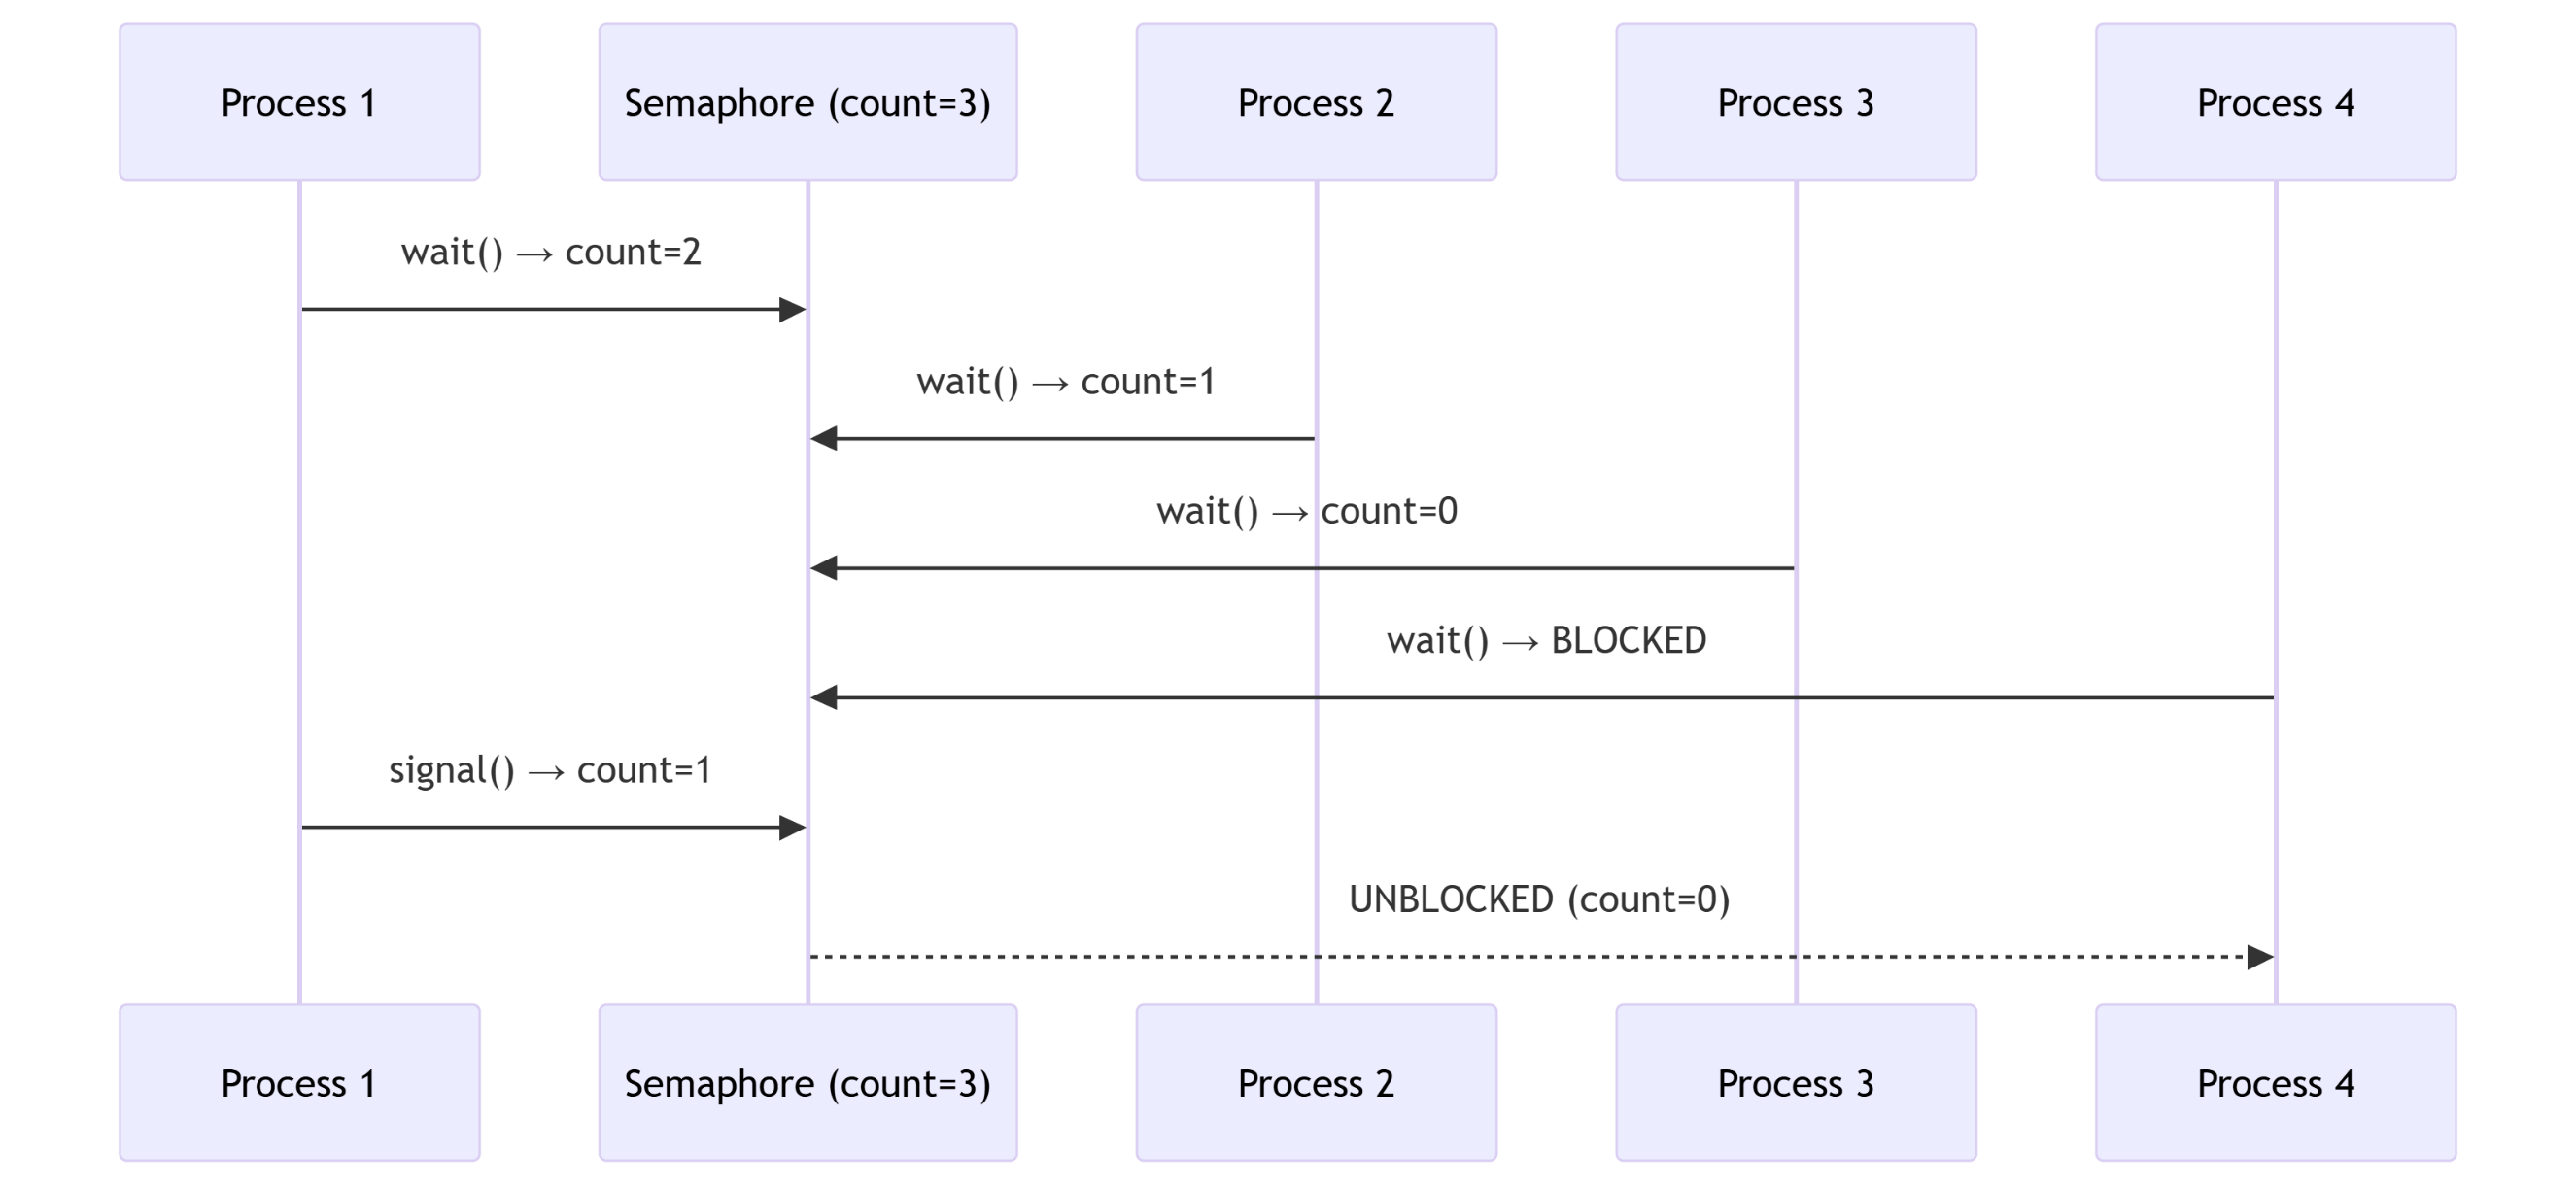 Process 1
Semaphore (count=3)
Process 2
Process 3
Process 4
wait() → count=2
wait() → count=1
wait() → count=0
wait() → BLOCKED
signal() → count=1
UNBLOCKED (count=0)
Process 1
Semaphore (count=3)
Process 2
Process 3
Process 4